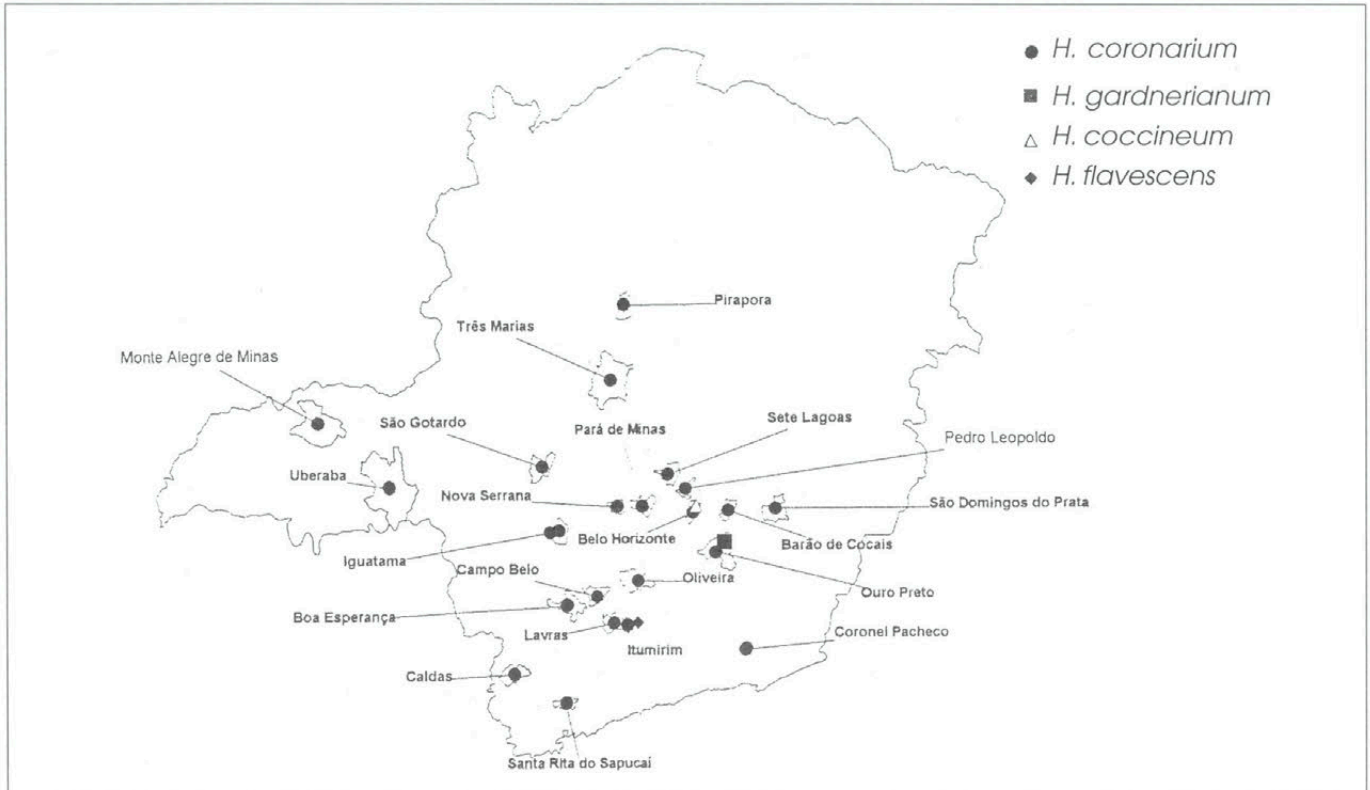 H. coronarium
H. gardnerianum
H. coccineum
H. flavescens
Pirapora
Três Marias
Monte Alegre de Minas
São Gotardo
Sete Lagoas
Pará de Minas
Pedro Leopoldo
Uberaba
Nova Serrana
São Domingos do Prata
Belo Horizonte
Barão de Cocais
Iguatama
Campo Belo
Oliveira
Ouro Preto
Boa Esperança
Lavras
Coronel Pacheco
Itumirim
Caldas
Santa Rita do Sapucaí